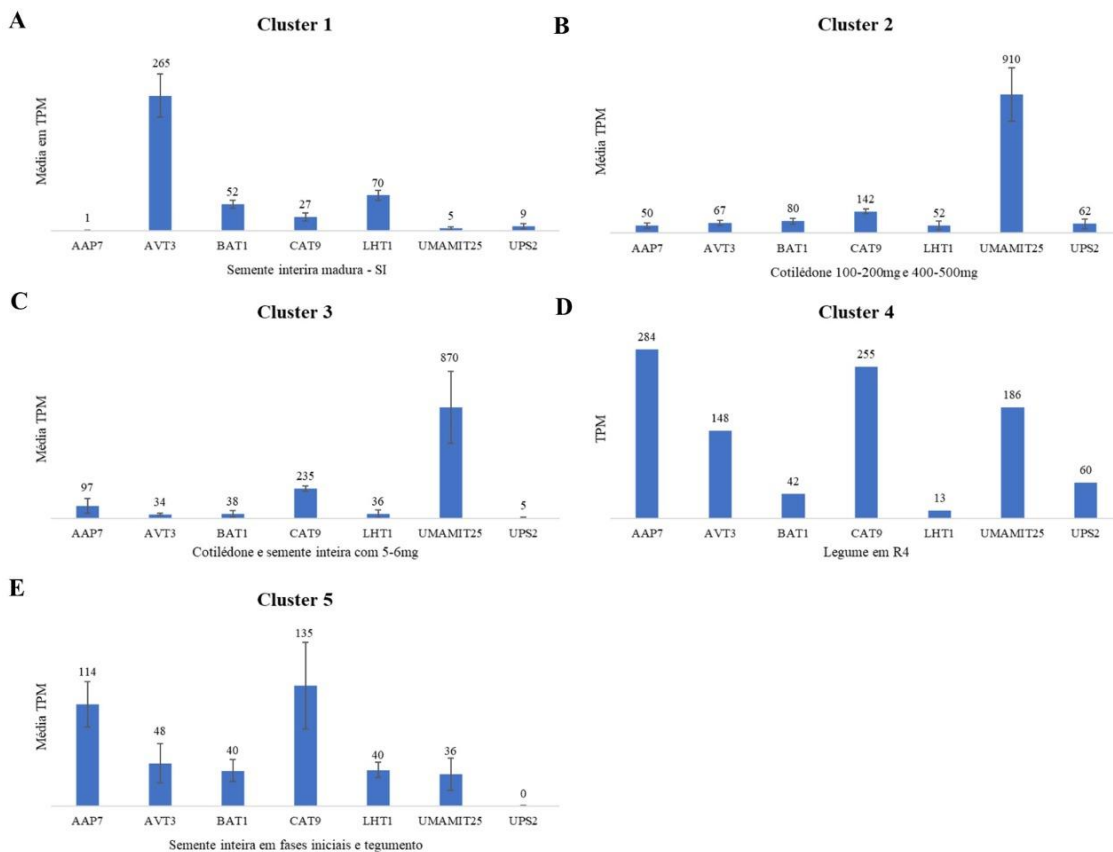 A
Cluster 1
Média em TPM
1
265
52
27
70
5
9
AAP7 AVT3 BAT1 CAT9 LHT1 UMAMIT25 UPS2
Semente interira madura - SI
B
Cluster 2
Média TPM
50
67
80
142
52
910
62
AAP7 AVT3 BAT1 CAT9 LHT1 UMAMIT25 UPS2
Cotilédone 100-200mg e 400-500mg
C
Cluster 3
Média TPM
97
34
38
235
36
870
5
AAP7 AVT3 BAT1 CAT9 LHT1 UMAMIT25 UPS2
Cotilédone e semente inteira com 5-6mg
D
Cluster 4
TPM
284
148
42
255
13
186
60
AAP7 AVT3 BAT1 CAT9 LHT1 UMAMIT25 UPS2
Legume em R4
E
Cluster 5
Média TPM
114
48
40
135
40
36
0
AAP7 AVT3 BAT1 CAT9 LHT1 UMAMIT25 UPS2
Semente inteira em fases iniciais e tegumento